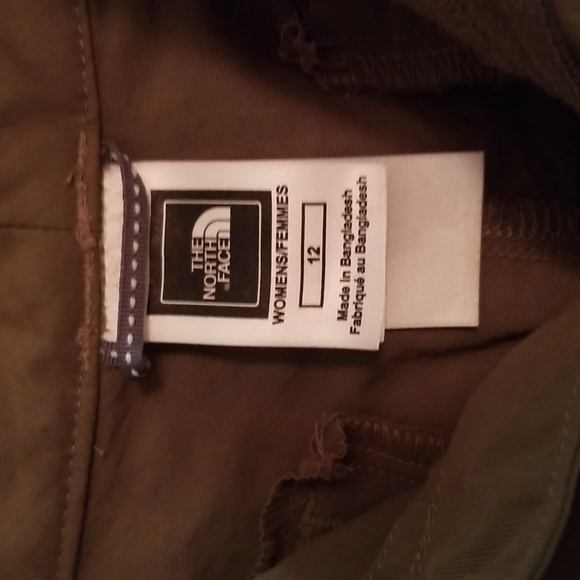 THE
NORTH
FACE
WOMENS/FEMMES
12
Made in Bangladesh
Fabriqué au Bangladesh